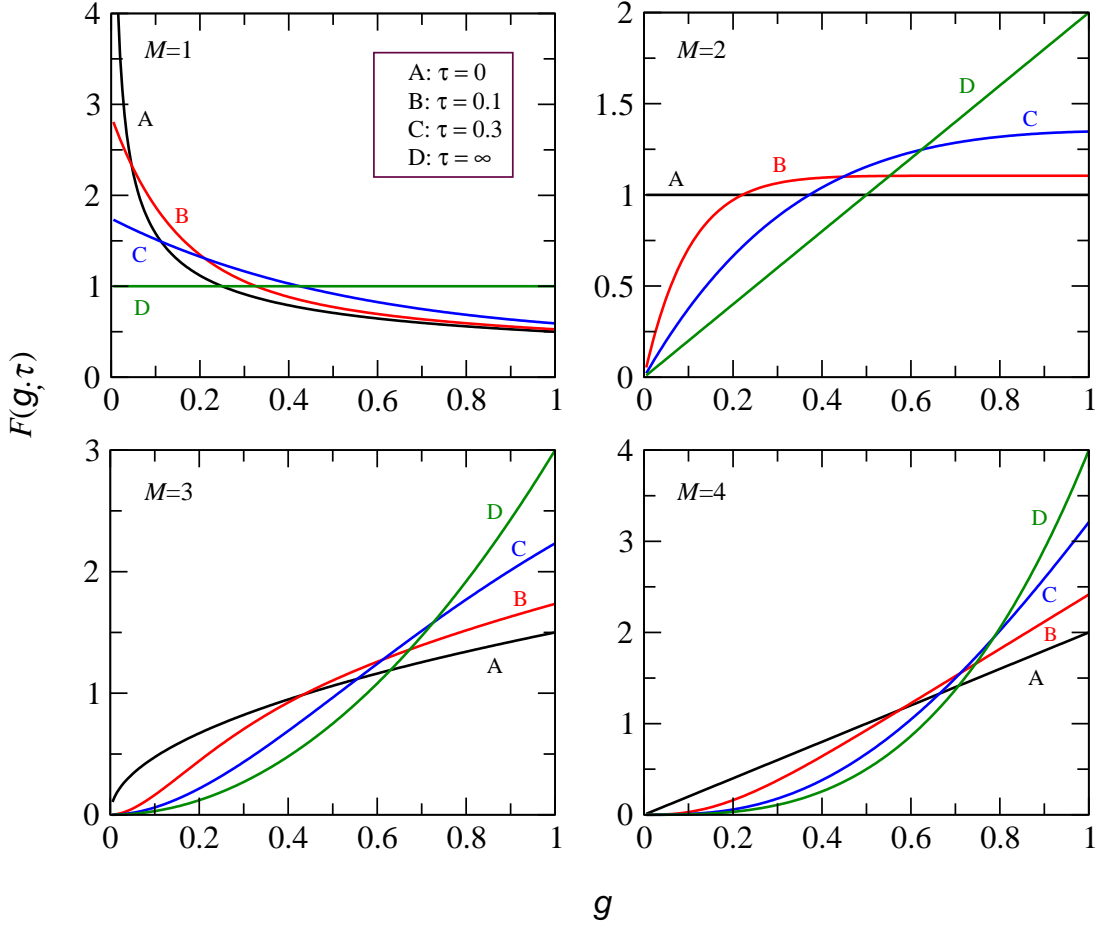 M=1
A: τ = 0
B: τ = 0.1
C: τ = 0.3
D: τ = ∞
A
B
C
D
4
3
2
1
0
0 0.2 0.4 0.6 0.8 1
M=2
A
B
C
D
2
1.5
1
0.5
0
0 0.2 0.4 0.6 0.8 1
F(g;τ)
M=3
D
C
B
A
3
2
1
0
0 0.2 0.4 0.6 0.8 1
M=4
D
C
B
A
4
3
2
1
0
0 0.2 0.4 0.6 0.8 1
g